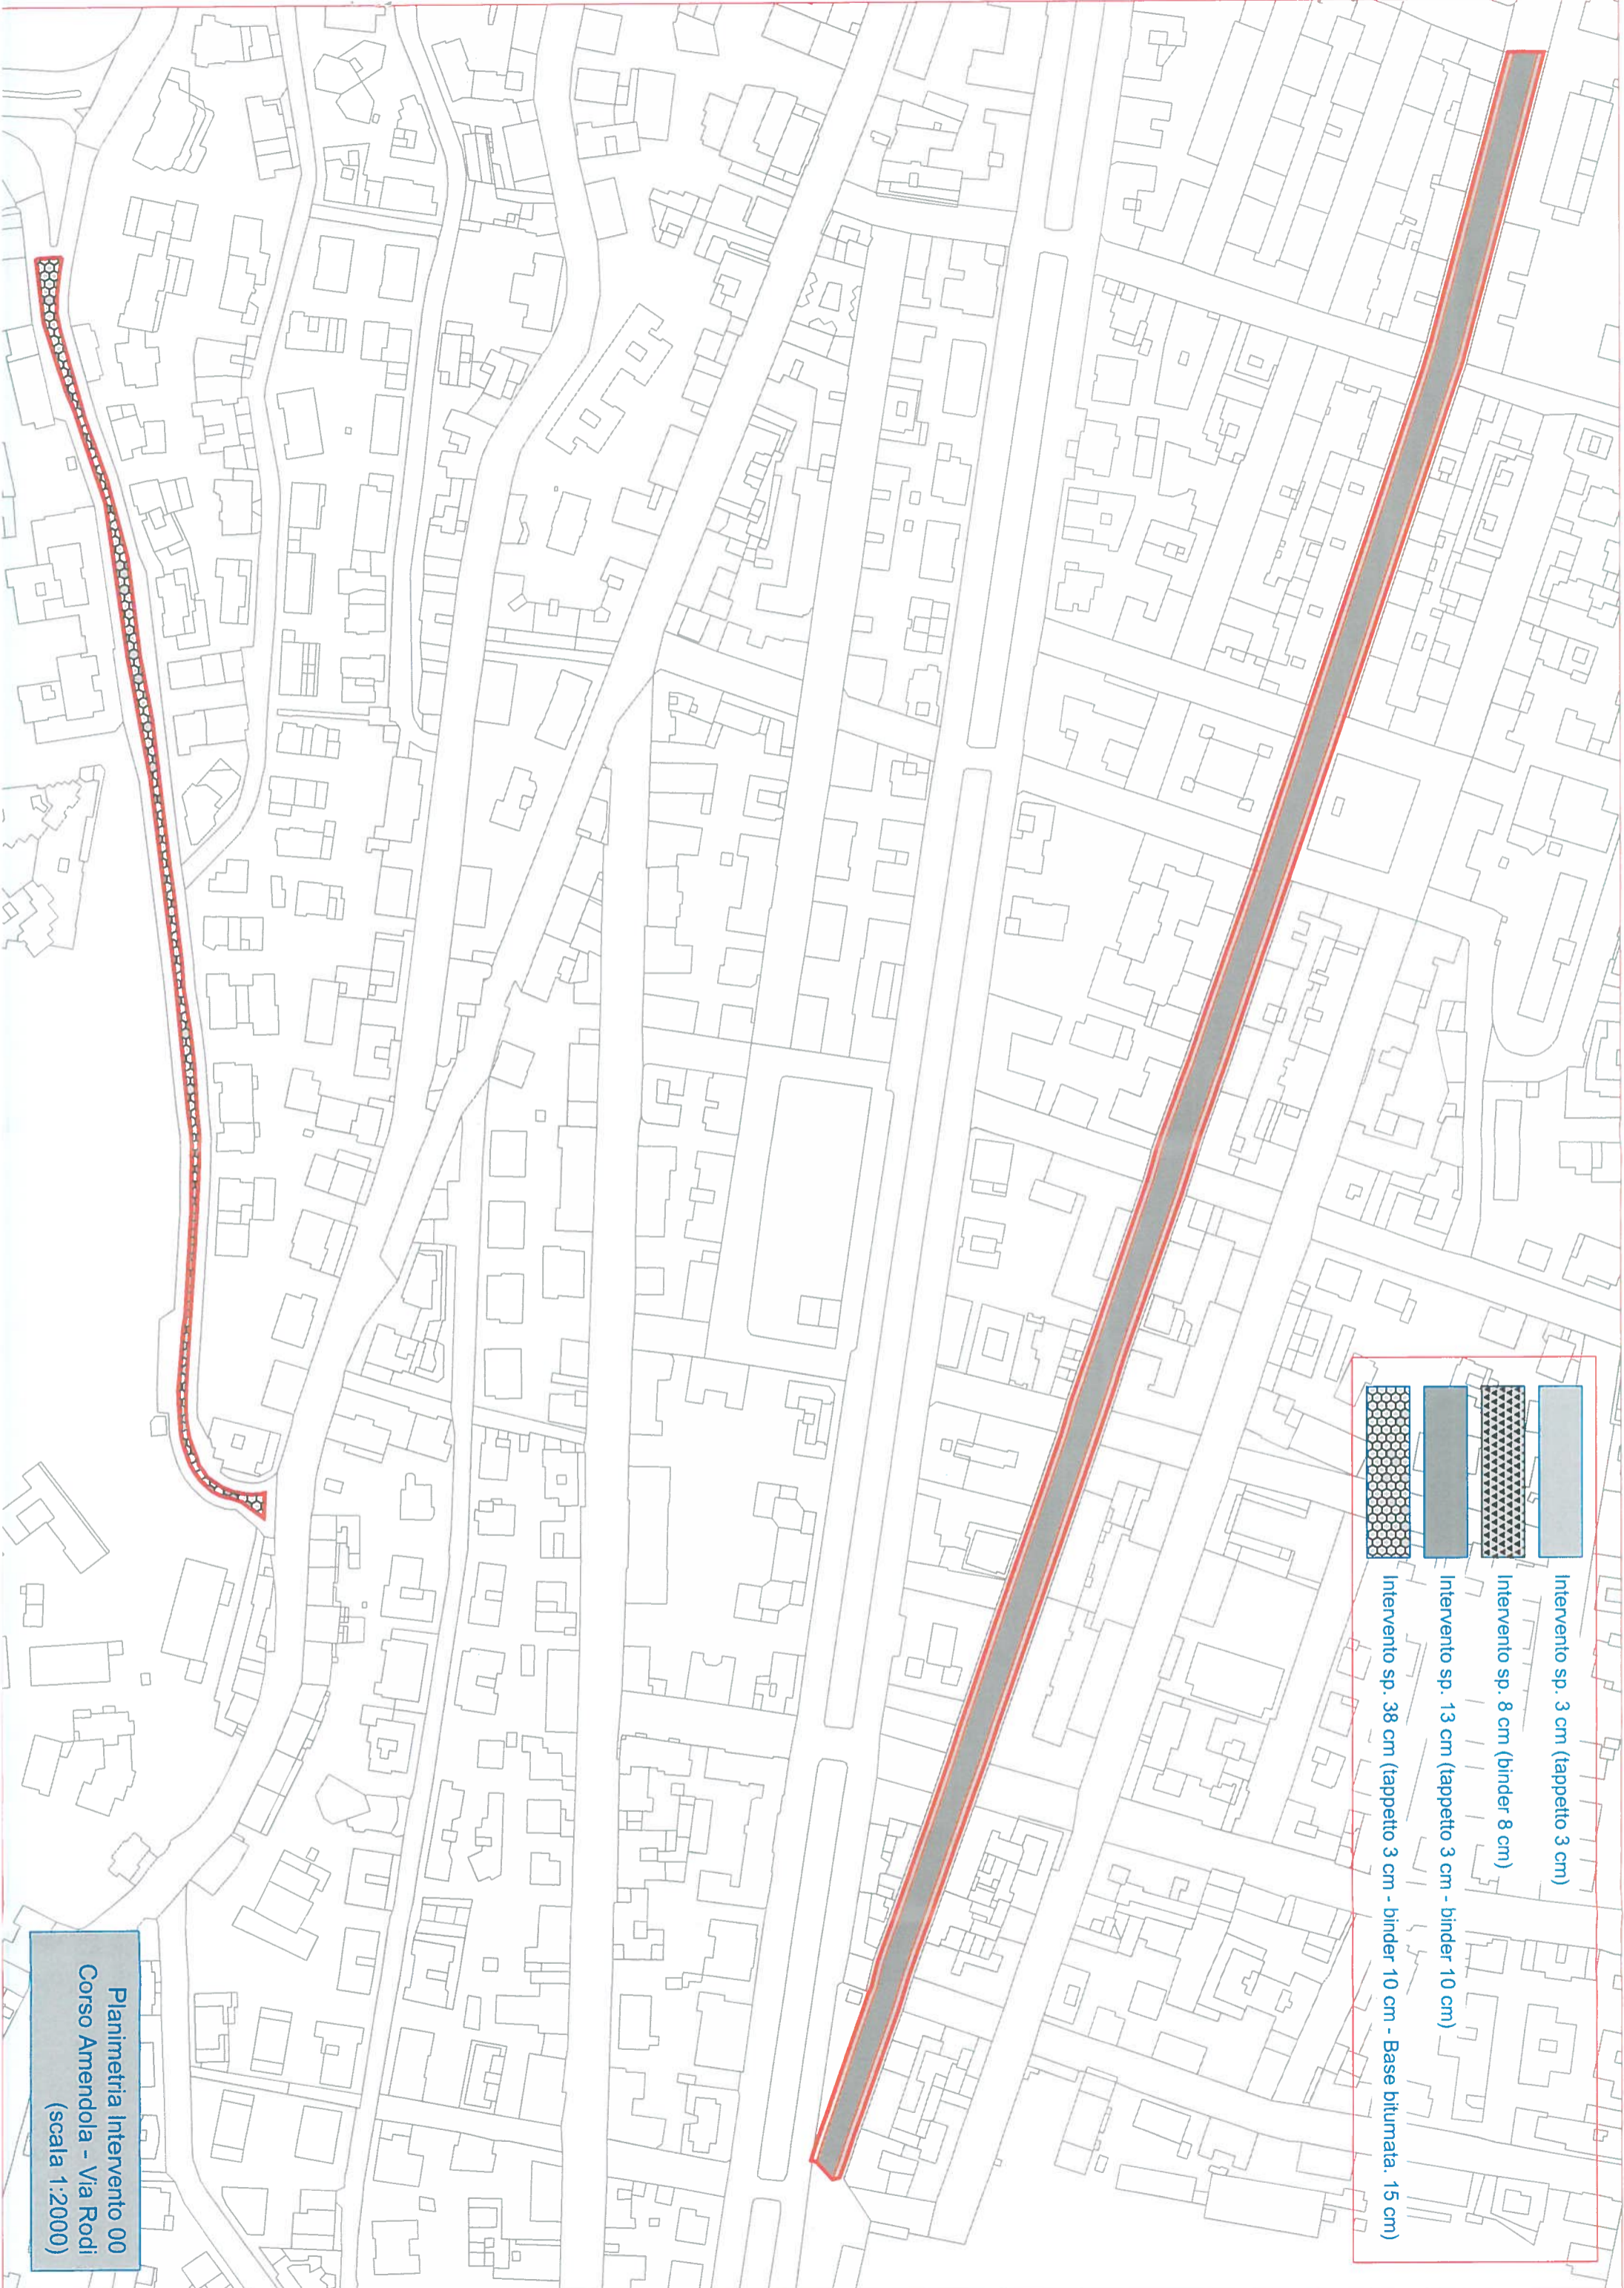 Intervento sp. 3 cm (tappetto 3 cm)
Intervento sp. 8 cm (binder 8 cm)
Intervento sp. 13 cm (tappetto 3 cm - binder 10 cm)
Intervento sp. 38 cm (tappetto 3 cm - binder 10 cm - Base bitumata. 15 cm)
Planimetria Intervento 00
Corso Amendola - Via Rodi
(scala 1:2000)